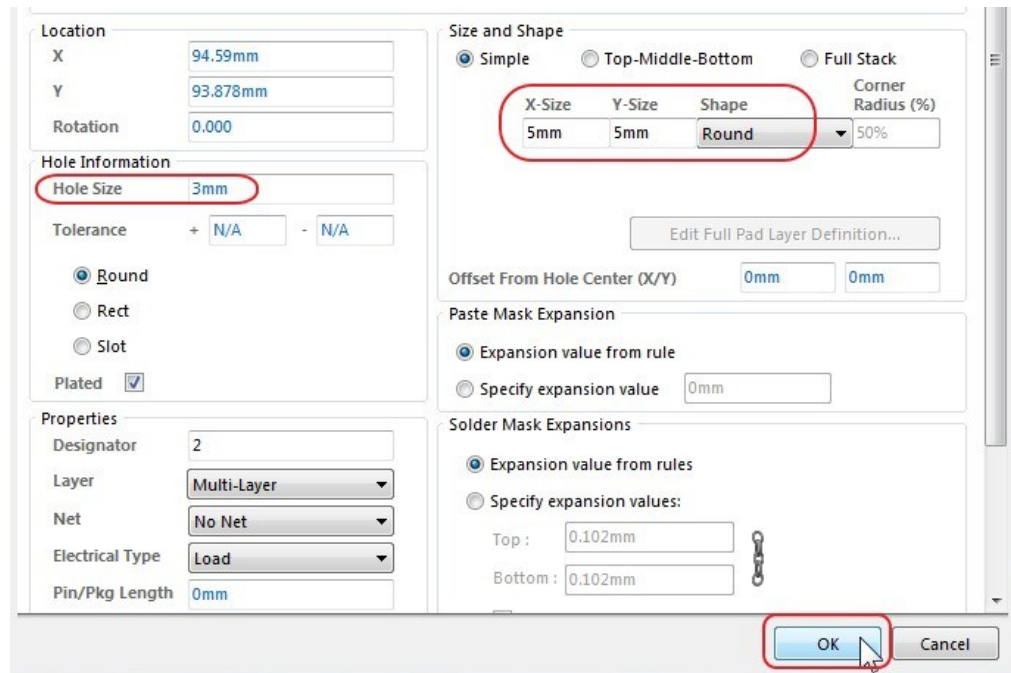 Location
X 94.59mm
Y 93.878mm
Rotation 0.000
Hole Information
Hole Size 3mm
Tolerance + N/A - N/A
Round
Rect
Slot
Plated
Properties
Designator 2
Layer Multi-Layer
Net No Net
Electrical Type Load
Pin/Pkg Length 0mm
Size and Shape
Simple Top-Middle-Bottom Full Stack
X-Size Y-Size Shape Corner Radius (%)
5mm 5mm Round 50%
Edit Full Pad Layer Definition...
Offset From Hole Center (X/Y) 0mm 0mm
Paste Mask Expansion
Expansion value from rule
Specify expansion value 0mm
Solder Mask Expansions
Expansion value from rules
Specify expansion values:
Top : 0.102mm
Bottom : 0.102mm
OK Cancel